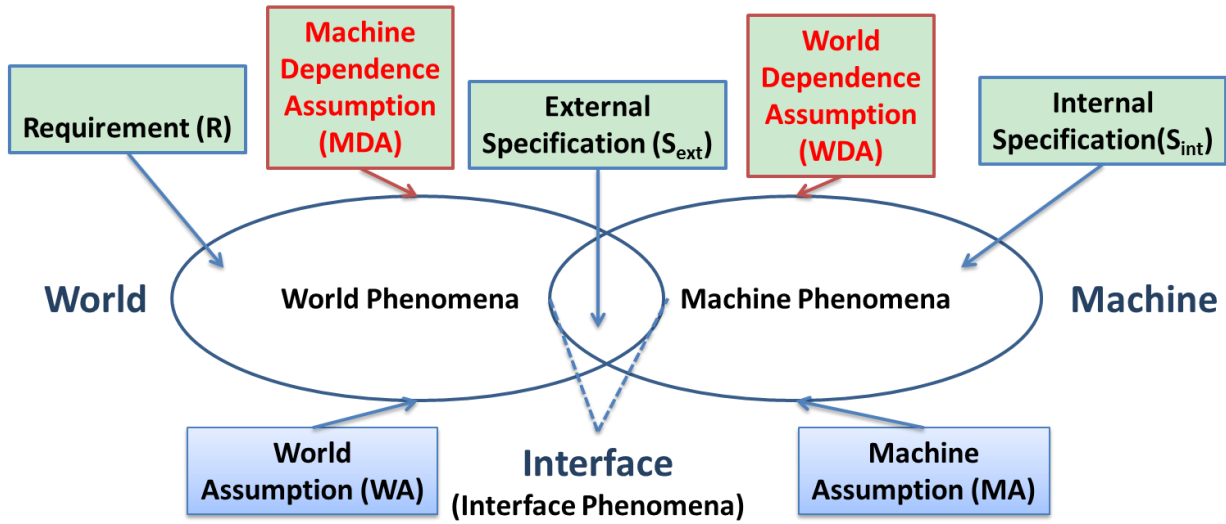 Requirement (R)
Machine
Dependence
Assumption
(MDA)
External
Specification (Sext)
World
Dependence
Assumption
(WDA)
Internal
Specification(Sint)
World
World Phenomena
Machine Phenomena
Machine
World
Assumption (WA)
Interface
(Interface Phenomena)
Machine
Assumption (MA)